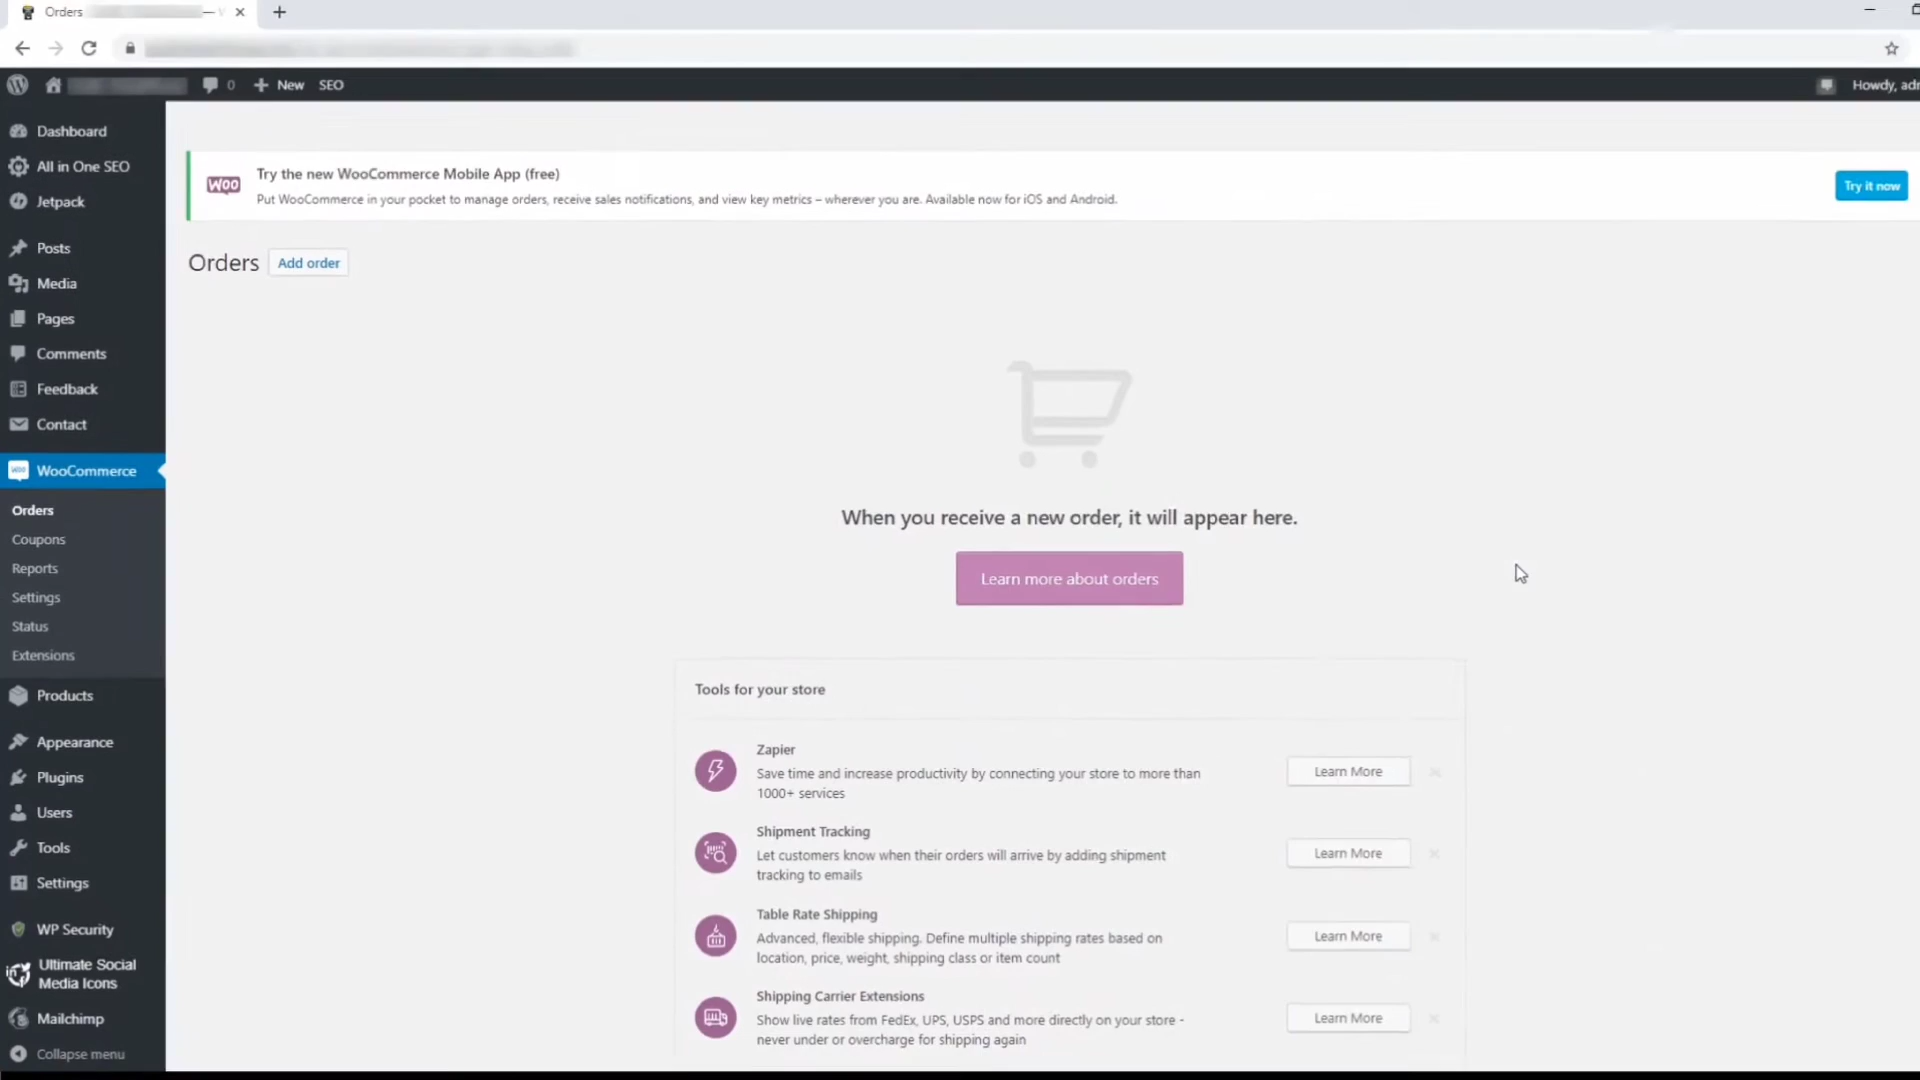 Orders
0
New
SEO
Howdy, adr
Dashboard
All in One SEO
Jetpack
Posts
Media
Pages
Comments
Feedback
Contact
WooCommerce
Orders
Coupons
Reports
Settings
Status
Extensions
Products
Appearance
Plugins
Users
Tools
Settings
WP Security
Ultimate Social
Media Icons
Mailchimp
Collapse menu
Woo
Try the new WooCommerce Mobile App (free)
Put WooCommerce in your pocket to manage orders, receive sales notifications, and view key metrics – wherever you are. Available now for iOS and Android.
Try it now
Orders
Add order
When you receive a new order, it will appear here.
Learn more about orders
Tools for your store
Zapier
Save time and increase productivity by connecting your store to more than
1000+ services
Learn More
Shipment Tracking
Let customers know when their orders will arrive by adding shipment
tracking to emails
Learn More
Table Rate Shipping
Advanced, flexible shipping. Define multiple shipping rates based on
location, price, weight, shipping class or item count
Learn More
Shipping Carrier Extensions
Show live rates from FedEx, UPS, USPS and more directly on your store -
never under or overcharge for shipping again
Learn More